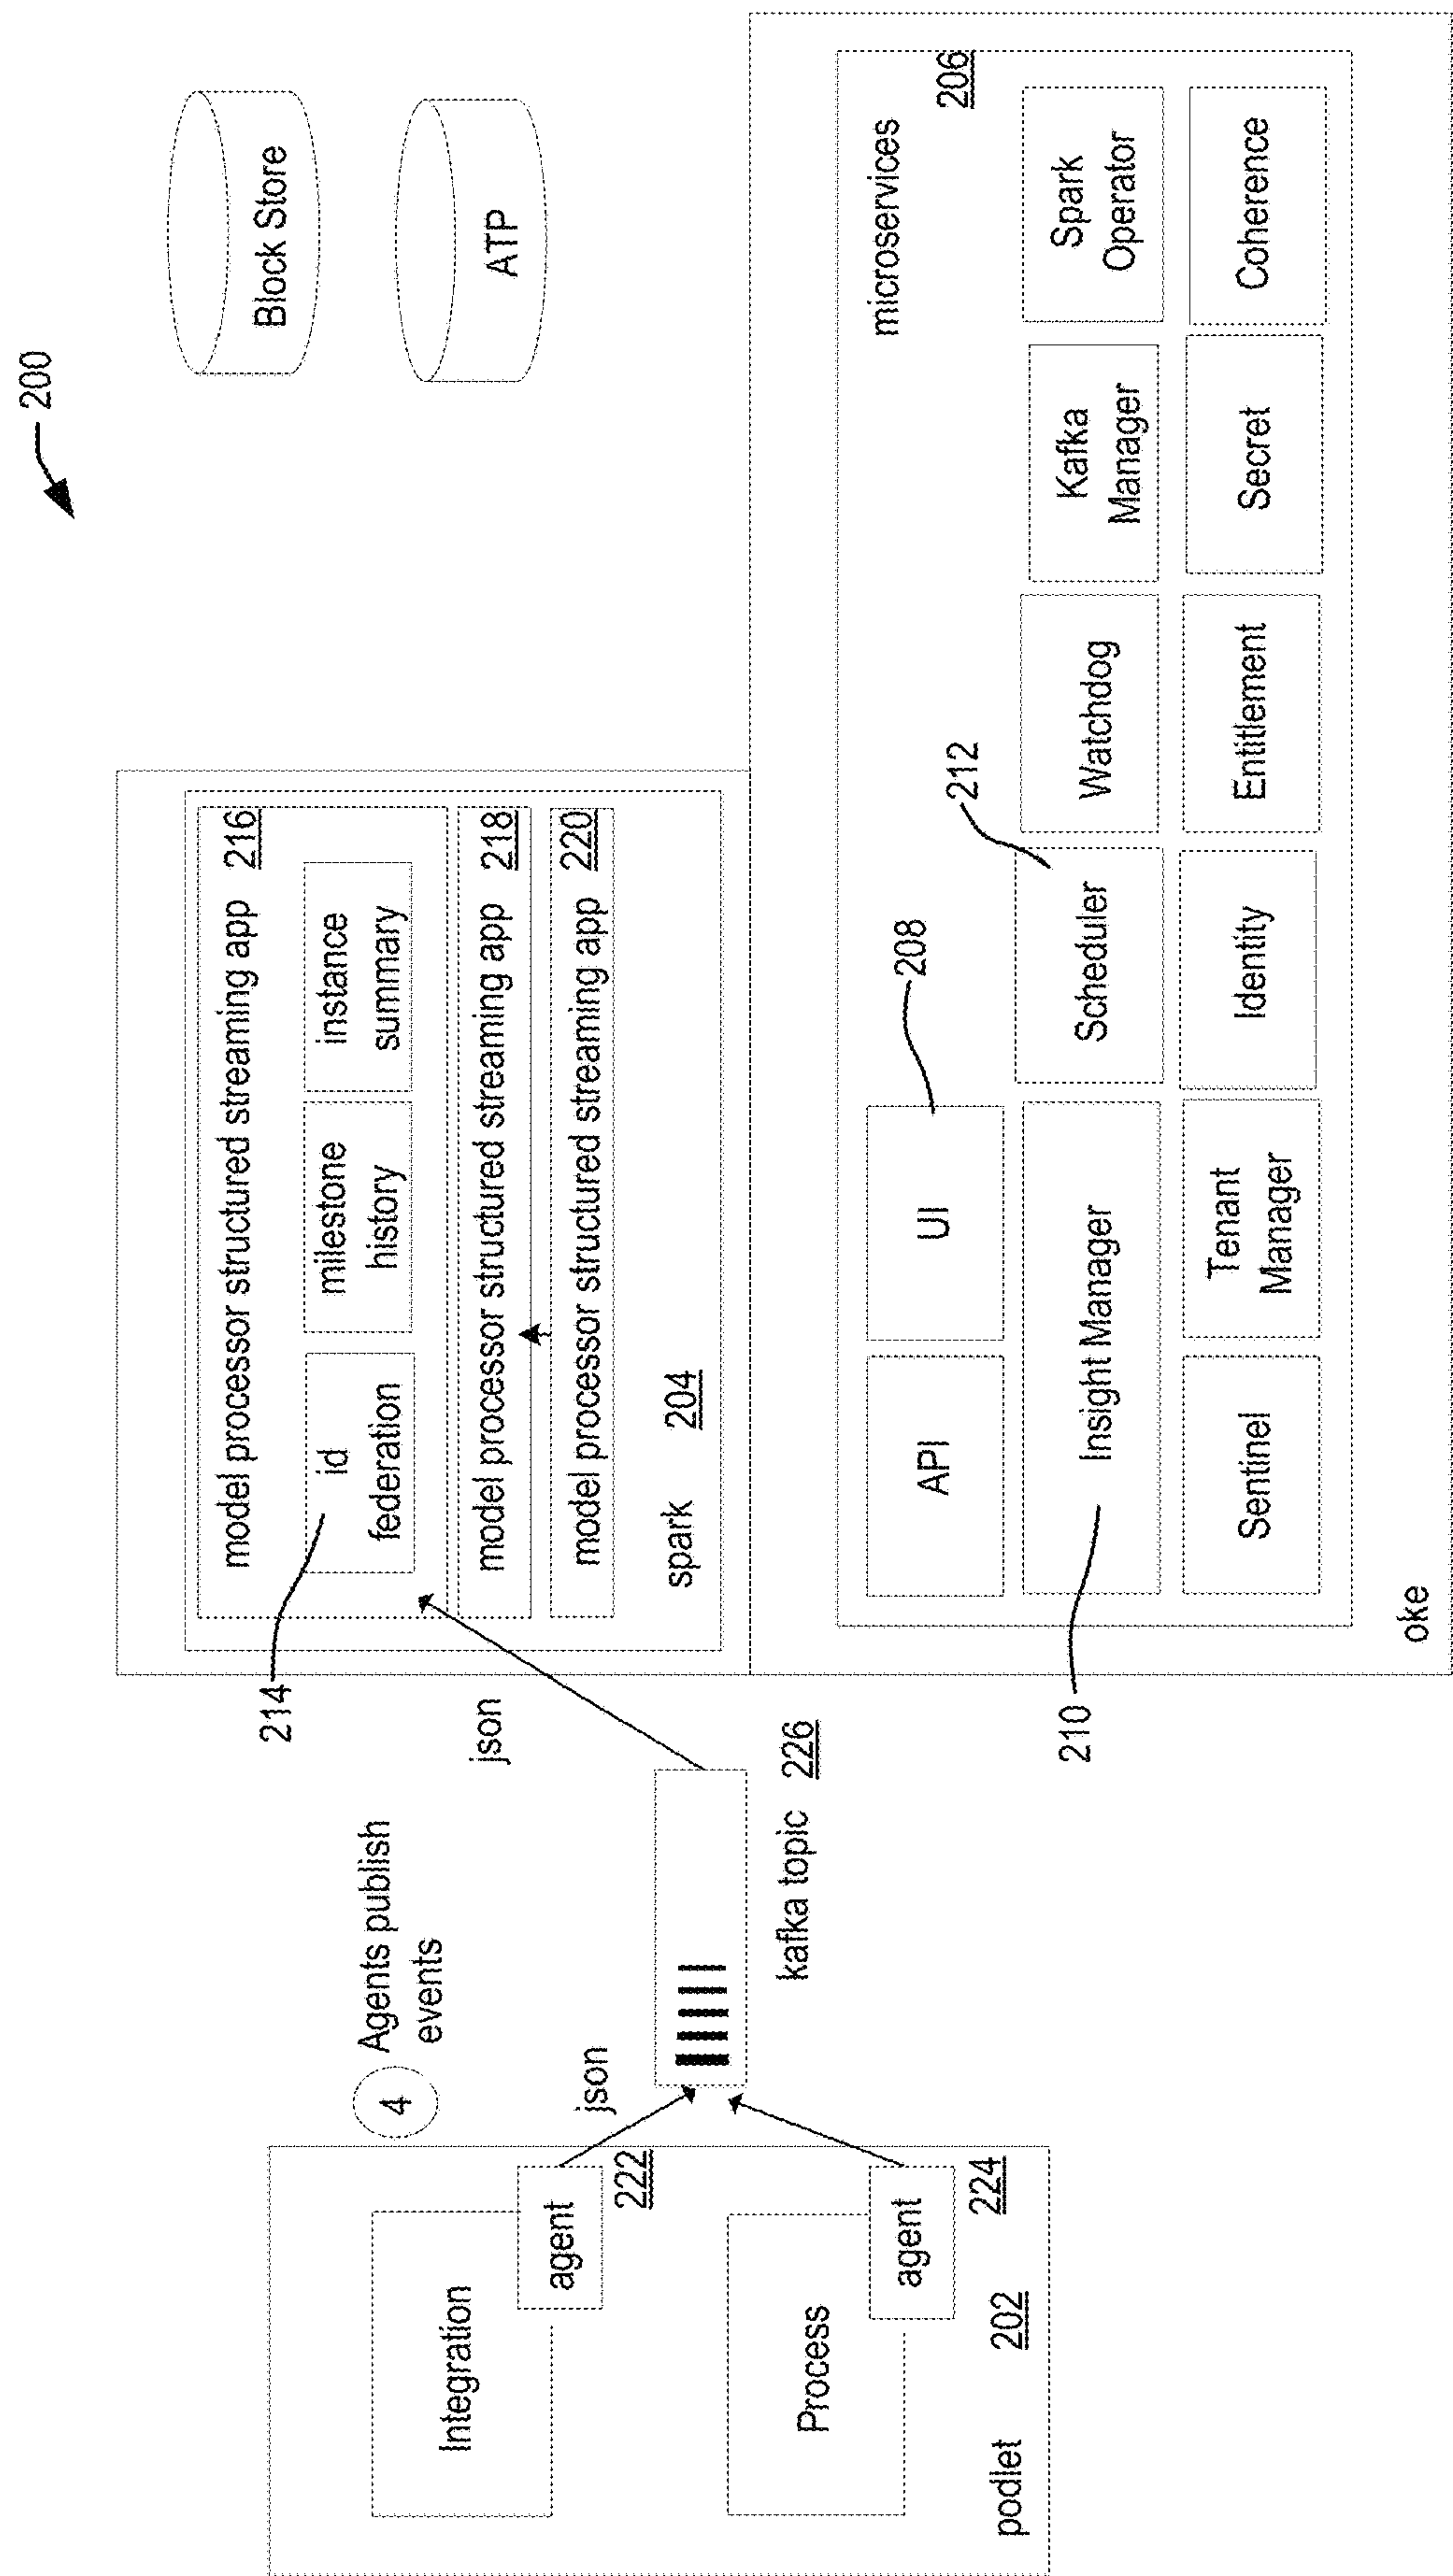 200
Block Store
ATP
model processor structured streaming app 216
id
federation
milestone
history
instance
summary
model processor structured streaming app 218
model processor structured streaming app 220
spark 204
214
json
4
Agents publish
events
json
Integration
agent
222
Process
agent
224
podlet 202
kafka topic 226
microservices
206
208
API
UI
212
Insight Manager
Scheduler
Watchdog
Kafka
Manager
Spark
Operator
210
Sentinel
Tenant
Manager
Identity
Entitlement
Secret
Coherence
oke